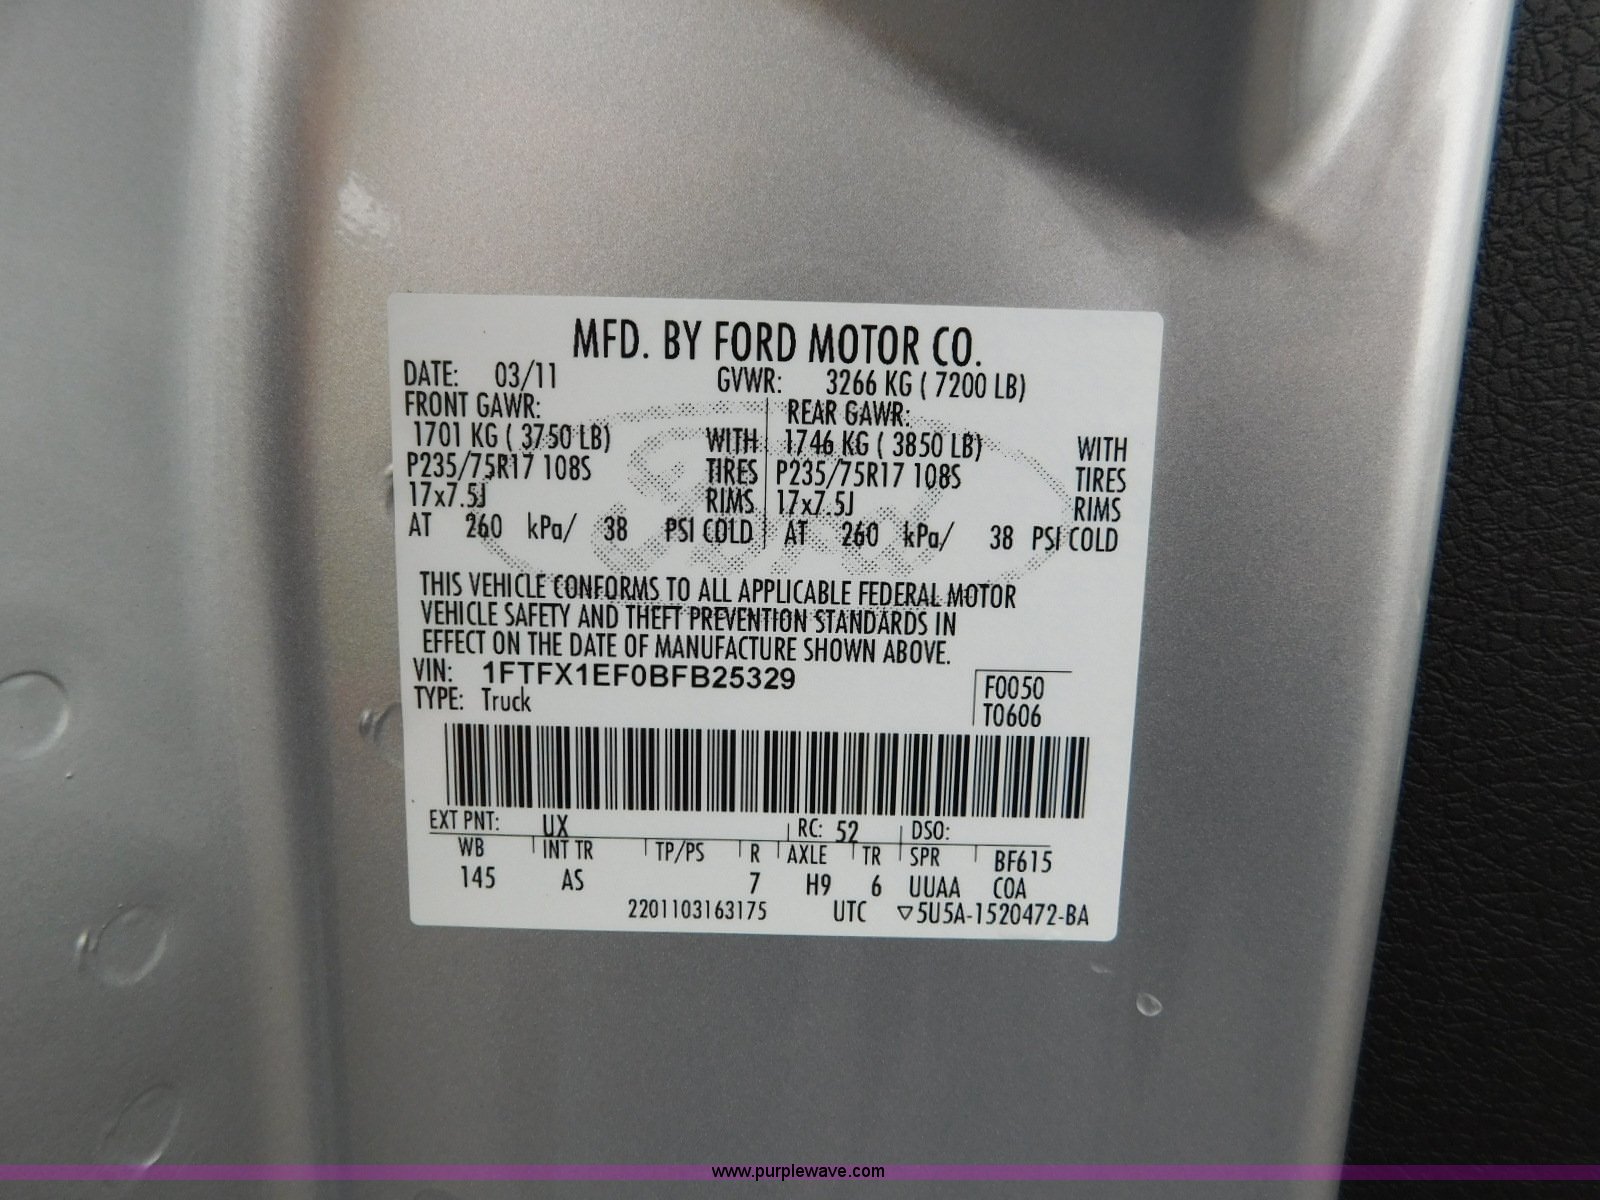 MFD. BY FORD MOTOR CO.
DATE: 03/11 GVWR: 3266 KG ( 7200 LB)
FRONT GAWR: REAR GAWR:
1701 KG ( 3750 LB) WITH 1746 KG ( 3850 LB) WITH
P235/75R17 108S TIRES P235/75R17 108S TIRES
17x7.5J RIMS 17x7.5J RIMS
AT 260 kPa/ 38 PSI COLD AT 260 kPa/ 38 PSI COLD
Ford
THIS VEHICLE CONFORMS TO ALL APPLICABLE FEDERAL MOTOR
VEHICLE SAFETY AND THEFT PREVENTION STANDARDS IN
EFFECT ON THE DATE OF MANUFACTURE SHOWN ABOVE.
VIN: 1FTFX1EF0BFB25329
F0050
TYPE: Truck
T0606
EXT PNT: UX RC: 52 DSO:
WB INT TR TP/PS R AXLE TR SPR BF615
145 AS 7 H9 6 UUAA COA
2201103163175 UTC ▽5U5A-1520472-BA
www.purplewave.com